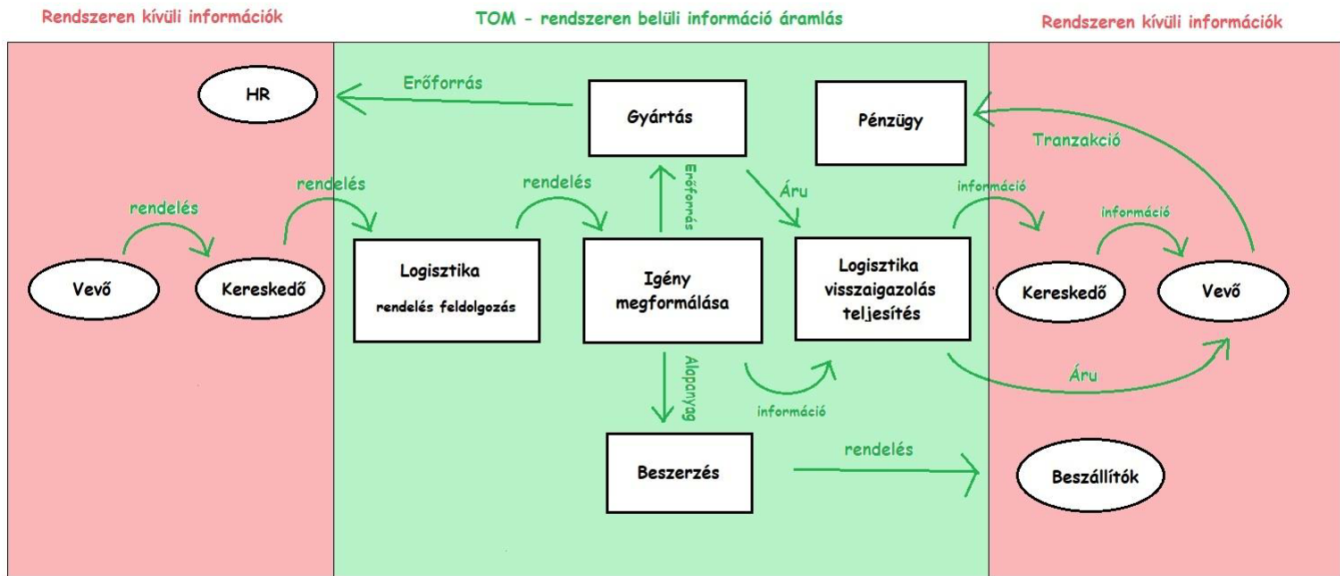 Rendszeren kívüli információk
TOM - rendszeren belüli információ áramlás
Rendszeren kívüli információk
HR
Erőforrás
Gyártás
Pénzügy
Tranzakció
rendelés
rendelés
rendelés
Erőforrás
Áru
információ
információ
Vevő
Kereskedő
Logisztika
rendelés feldolgozás
Igény
megformálása
Logisztika
visszaigazolás
teljesítés
Kereskedő
Vevő
Alapanyag
információ
Áru
Beszerzés
rendelés
Beszállítók